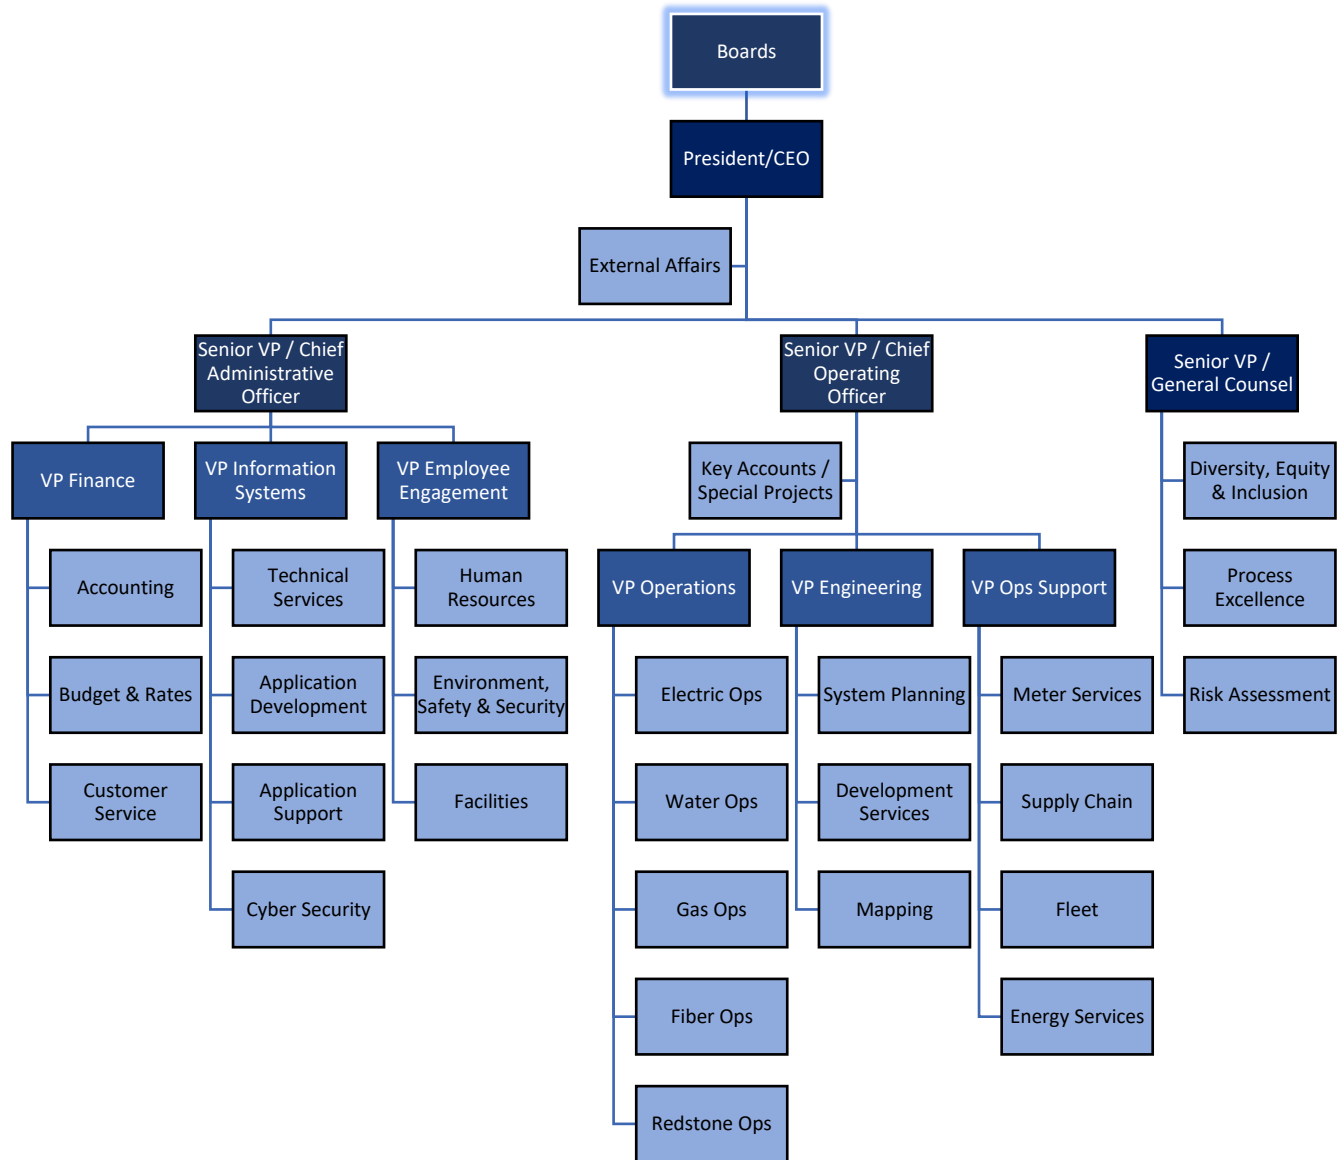 Boards
President/CEO
External Affairs
Senior VP / Chief
Administrative
Officer
Senior VP / Chief
Operating
Officer
Senior VP /
General Counsel
VP Finance
VP Information
Systems
VP Employee
Engagement
Key Accounts /
Special Projects
Diversity, Equity
& Inclusion
Accounting
Technical
Services
Human
Resources
VP Operations
VP Engineering
VP Ops Support
Process
Excellence
Budget & Rates
Application
Development
Environment,
Safety & Security
Electric Ops
System Planning
Meter Services
Risk Assessment
Customer
Service
Application
Support
Facilities
Water Ops
Development
Services
Supply Chain
Cyber Security
Gas Ops
Mapping
Fleet
Fiber Ops
Energy Services
Redstone Ops